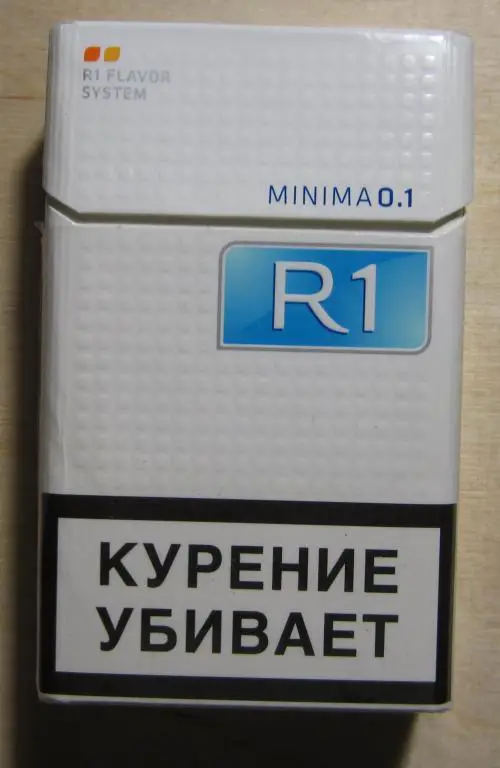 R1 FLAVOR
SYSTEM
MINIMA 0.1
R1
КУРЕНИЕ
УБИВАЕТ